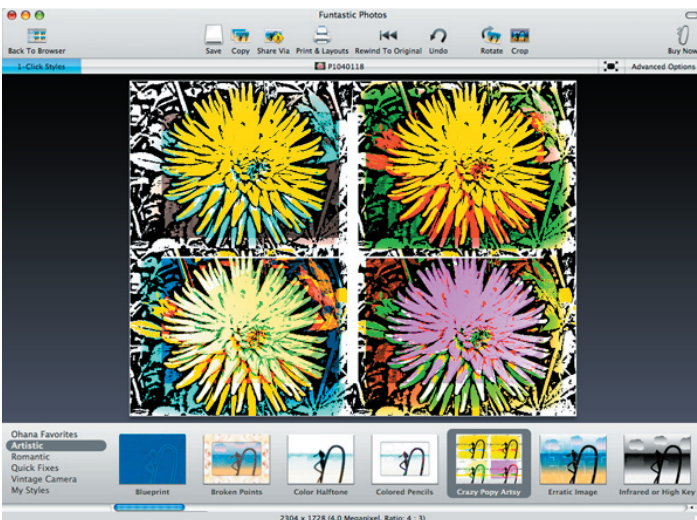 Funtastic Photos
Back To Browser Save Copy Share Via Print & Layouts Rewind To Original Undo Rotate Crop Buy Now
1-Click Styles P1040118 Advanced Options
Ohana Favorites
Artistic
Romantic
Quick Fixes
Vintage Camera
My Styles
Blueprint Broken Points Color Halftone Colored Pencils Crazy Popy Artsy Erratic Image Infrared or High Key
2304 x 1728 (4.0 Megapixel, Ratio: 4 : 3)